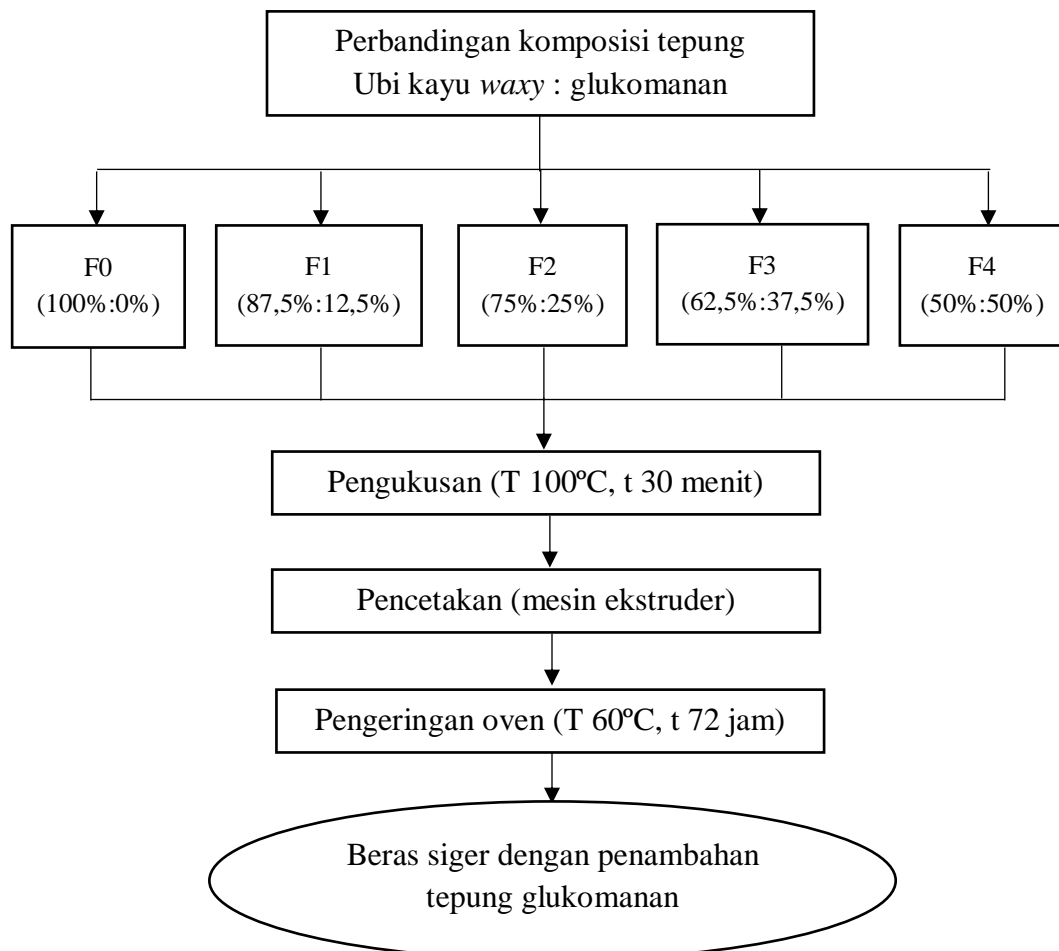 Perbandingan komposisi tepung
Ubi kayu waxy : glukomanan
F0
(100%:0%)
F1
(87,5%:12,5%)
F2
(75%:25%)
F3
(62,5%:37,5%)
F4
(50%:50%)
Pengukusan (T 100ºC, t 30 menit)
Pencetakan (mesin ekstruder)
Pengeringan oven (T 60ºC, t 72 jam)
Beras siger dengan penambahan
tepung glukomanan